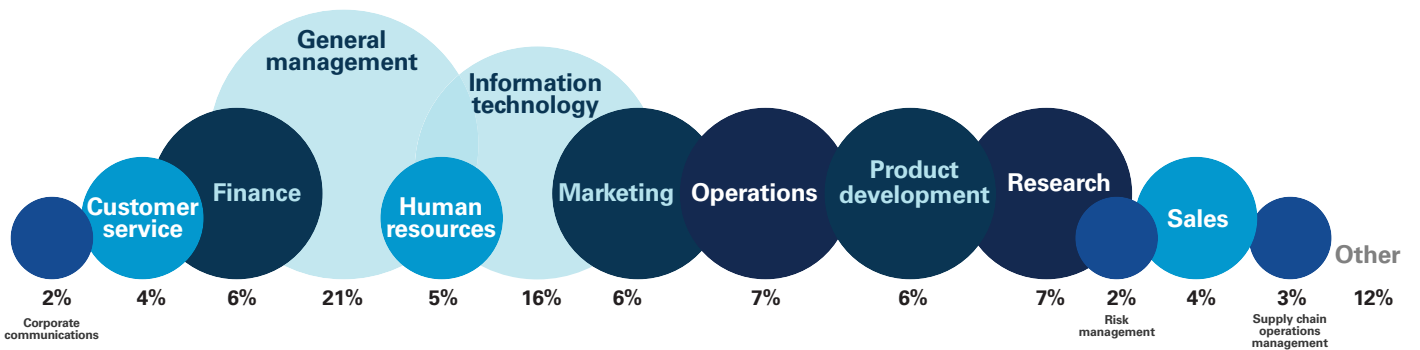 General
management
Information
technology
Customer
service
Finance
Human
resources
Marketing
Operations
Product
development
Research
Sales
Other
2%
4%
6%
21%
5%
16%
6%
7%
6%
7%
2%
4%
3%
12%
Corporate
communications
Risk
management
Supply chain
operations
management